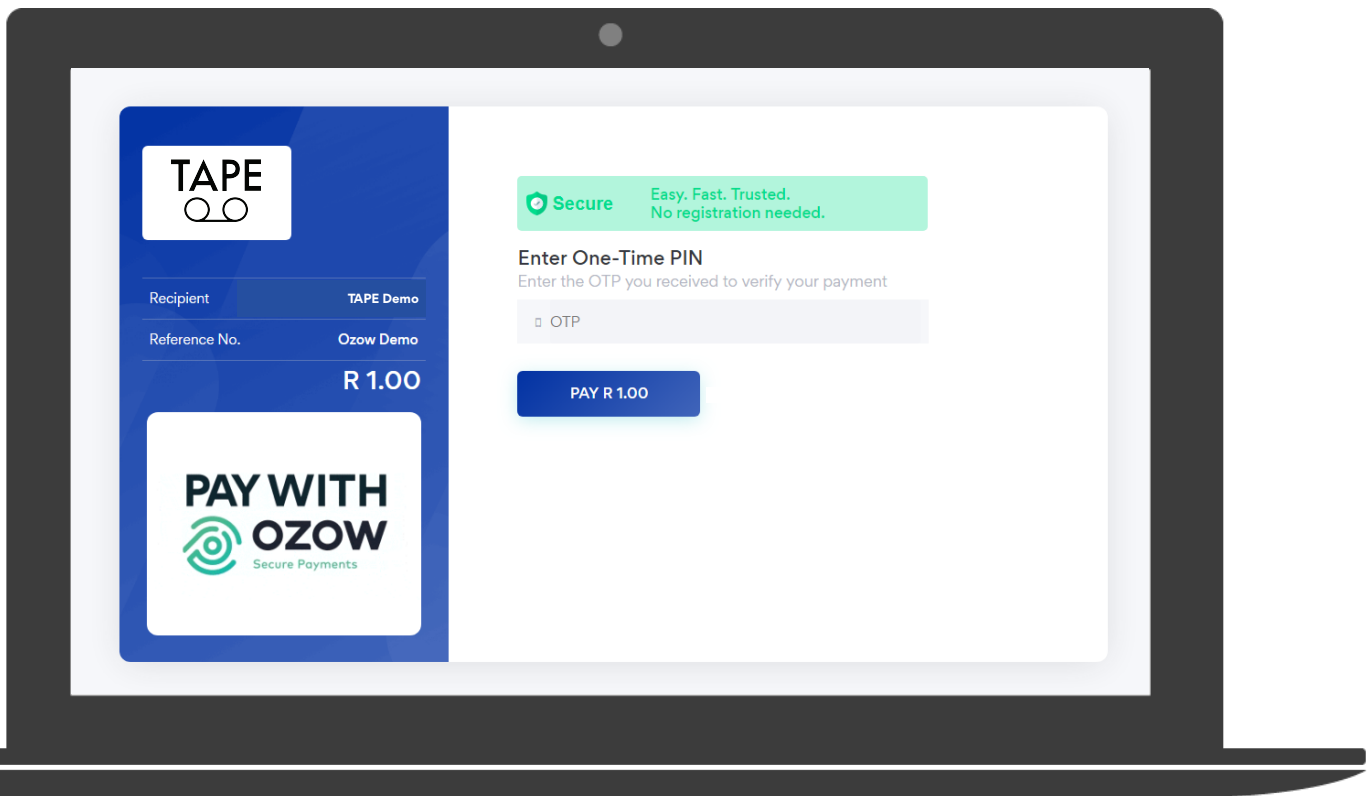 TAPE
Recipient TAPE Demo
Reference No. Ozow Demo
R 1.00
PAY WITH
OZOW
Secure Payments
Secure
Easy. Fast. Trusted.
No registration needed.
Enter One-Time PIN
Enter the OTP you received to verify your payment
OTP
PAY R 1.00